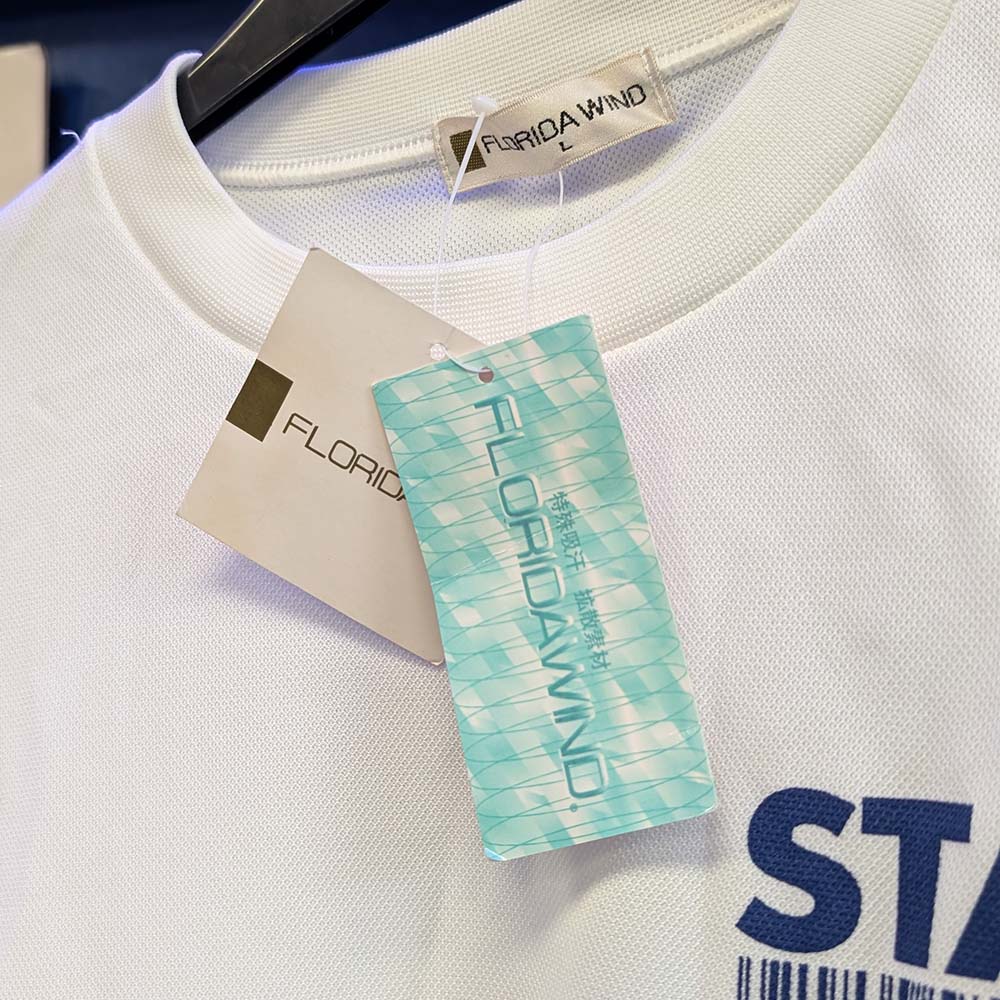 FLORIDA WIND
L
FLORIDA
FLORIDAWIND.
特殊吸汗 拡散素材
STA